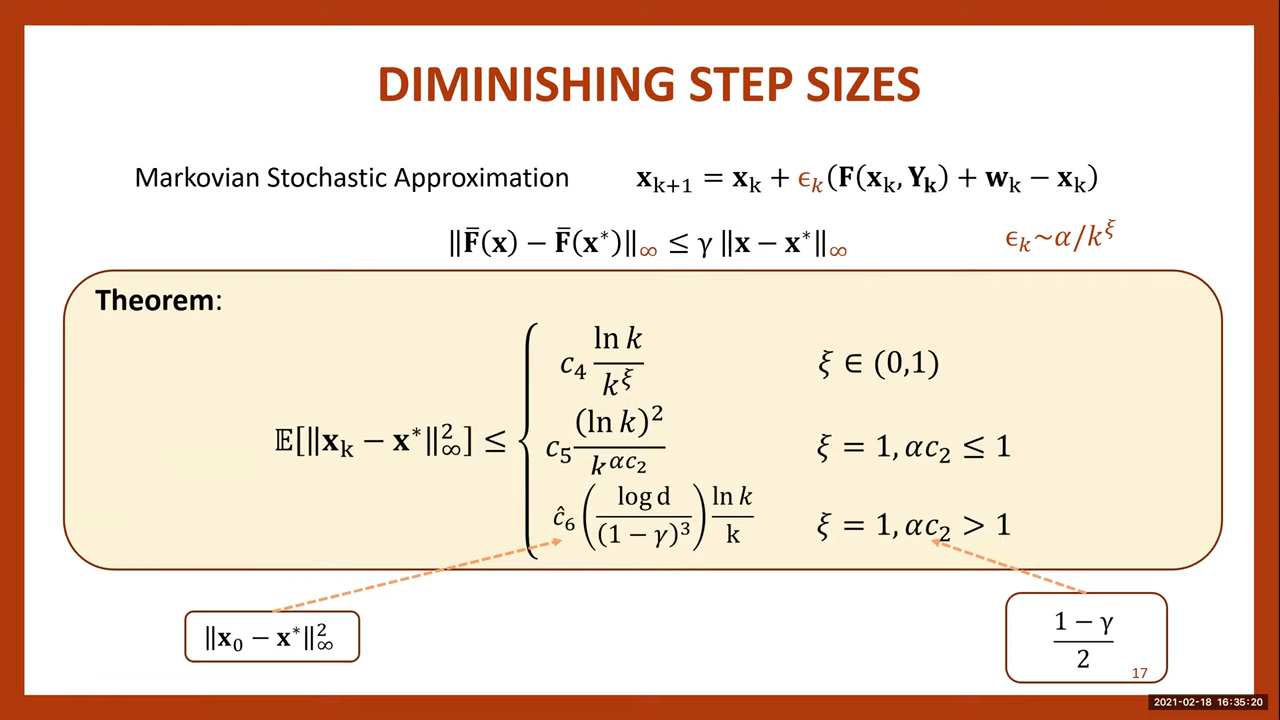 DIMINISHING STEP SIZES
Markovian Stochastic Approximation x_{k+1} = x_k + ϵ_k(F(x_k, Y_k) + w_k − x_k)
‖F̄(x) − F̄(x*)‖_∞ ≤ γ ‖x − x*‖_∞ ϵ_k~α/k^ξ
Theorem:
c_4 ln k / k^ξ ξ ∈ (0,1)
𝔼[‖x_k − x*‖_∞^2] ≤ { c_5 (ln k)^2 / k^{αc_2} ξ = 1, αc_2 ≤ 1
ĉ_6 (log d / (1 − γ)^3) ln k / k ξ = 1, αc_2 > 1
‖x_0 − x*‖_∞^2
1 − γ
2
17
2021-02-18 16:35:20